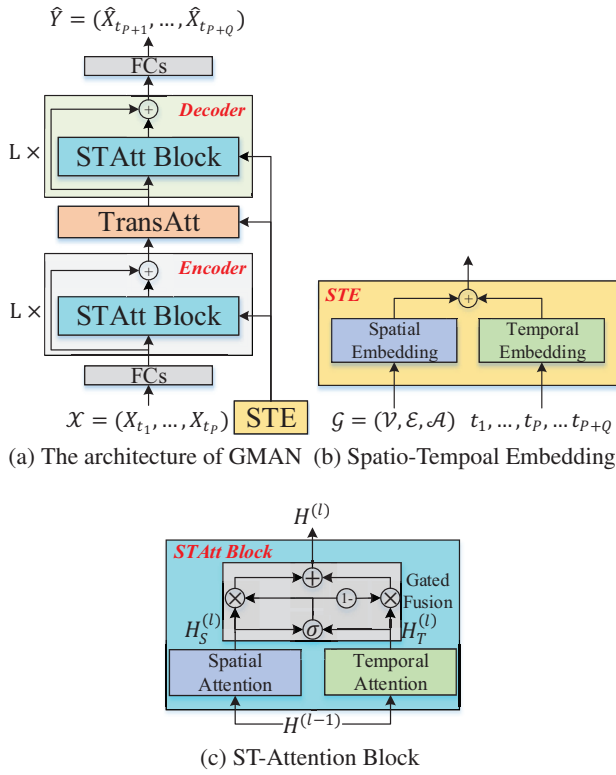 Ŷ = (X̂_{t_{P+1}}, … , X̂_{t_{P+Q}})
FCs
Decoder
L ×
STAtt Block
TransAtt
Encoder
L ×
STAtt Block
FCs
𝒳 = (X_{t_1}, … , X_{t_P})
STE
(a) The architecture of GMAN
STE
Spatial
Embedding
Temporal
Embedding
𝒢 = (𝒱, ℰ, 𝒜)
t_1, … , t_P, … t_{P+Q}
(b) Spatio-Tempoal Embedding
H^{(l)}
STAtt Block
Gated
Fusion
1-
σ
H_S^{(l)}
H_T^{(l)}
Spatial
Attention
Temporal
Attention
H^{(l−1)}
(c) ST-Attention Block